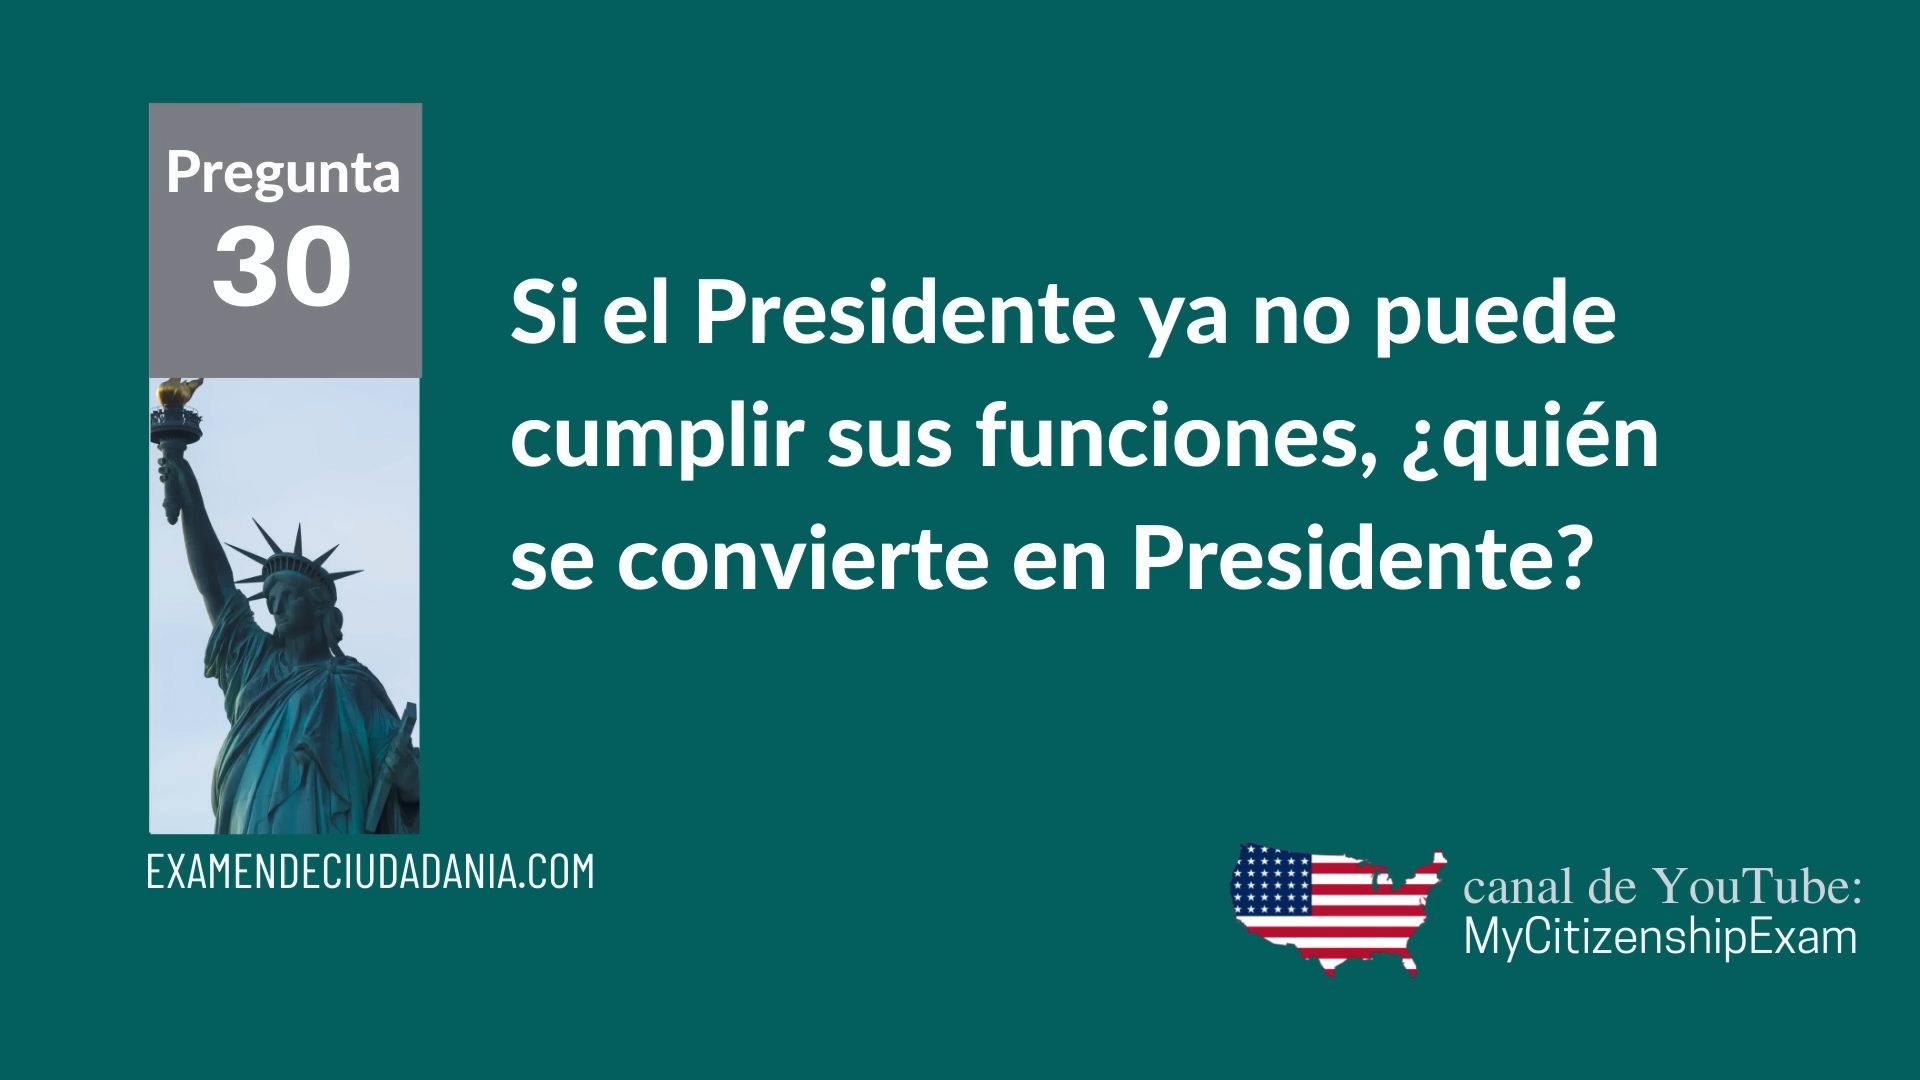 Pregunta
30
Si el Presidente ya no puede
cumplir sus funciones, ¿quién
se convierte en Presidente?
EXAMENDECIUDADANIA.COM
canal de YouTube:
MyCitizenshipExam